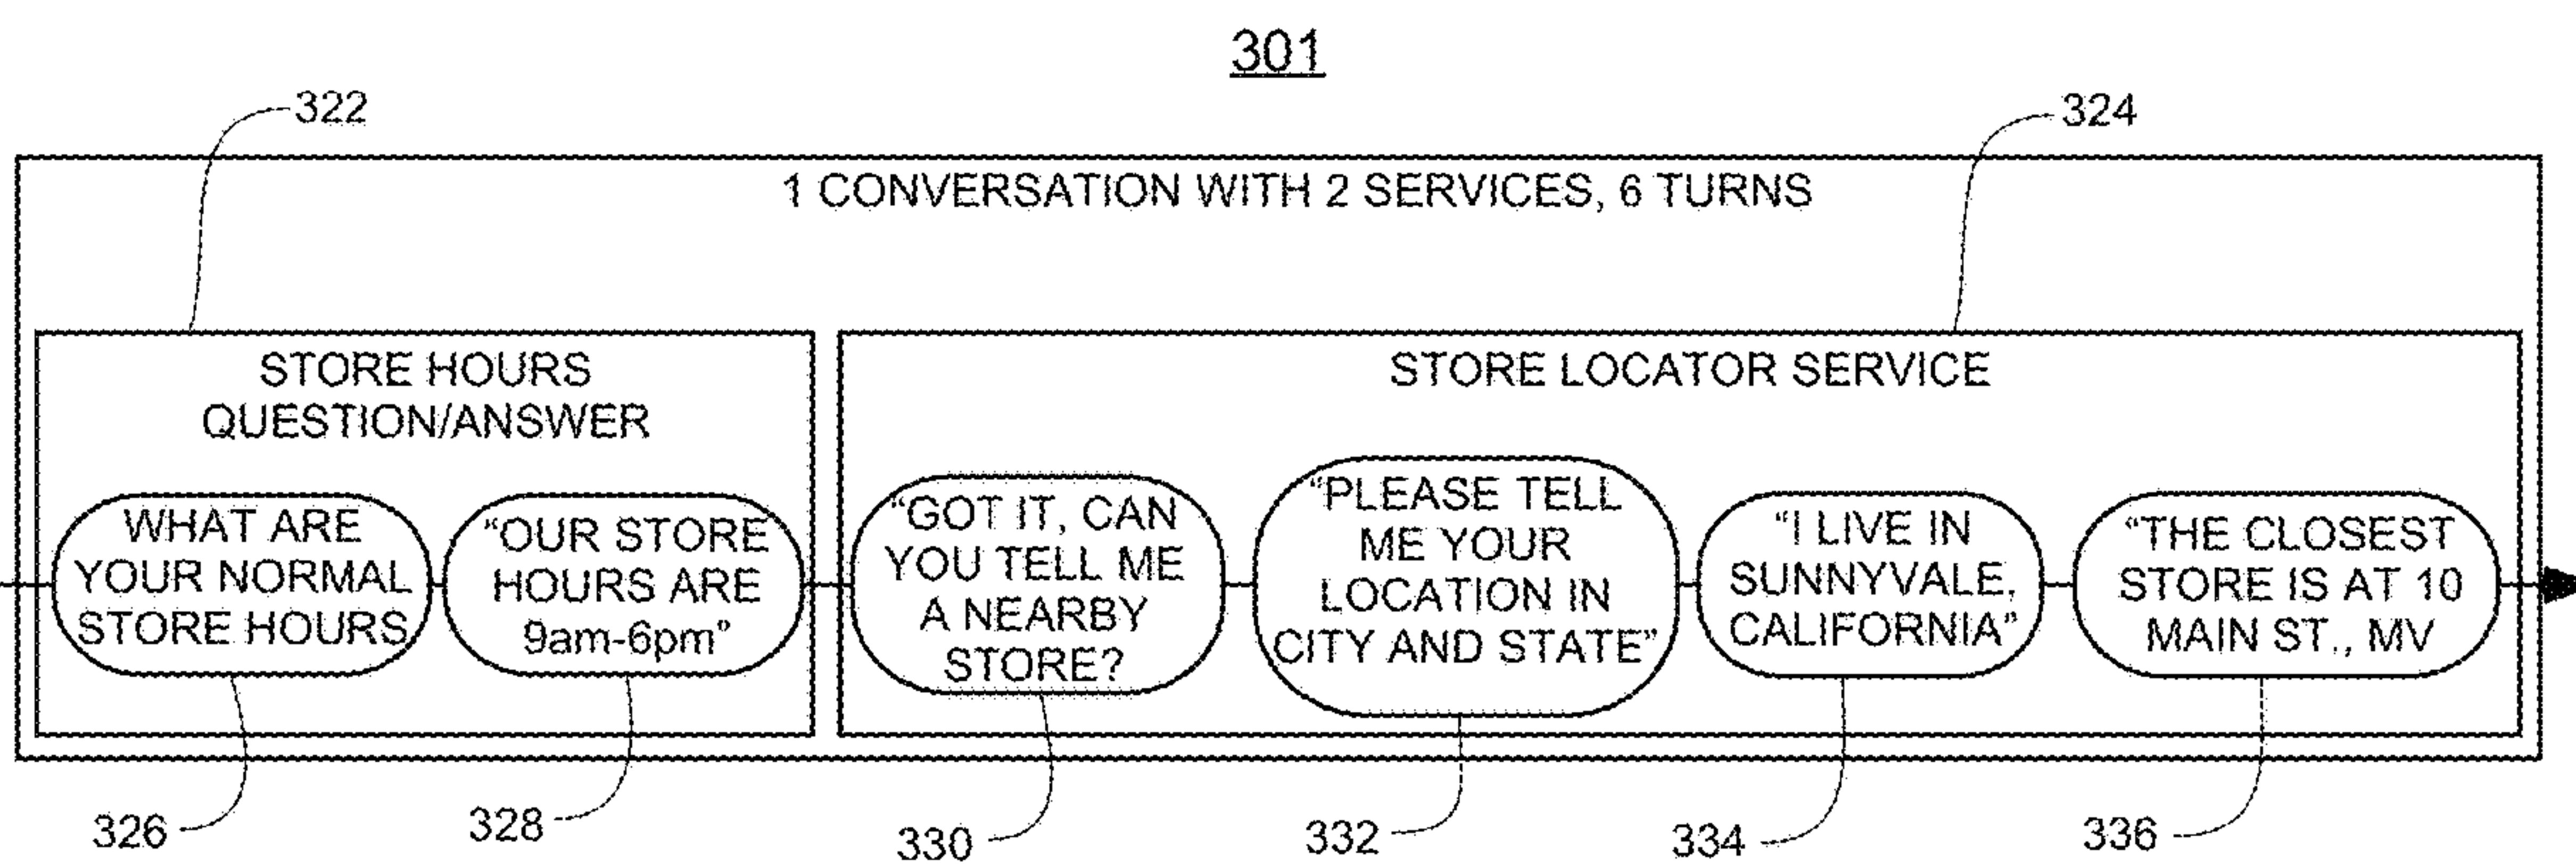 301
322
324
1 CONVERSATION WITH 2 SERVICES, 6 TURNS
STORE HOURS
QUESTION/ANSWER
STORE LOCATOR SERVICE
WHAT ARE
YOUR NORMAL
STORE HOURS
“OUR STORE
HOURS ARE
9am-6pm”
“GOT IT, CAN
YOU TELL ME
A NEARBY
STORE?
“PLEASE TELL
ME YOUR
LOCATION IN
CITY AND STATE”
“I LIVE IN
SUNNYVALE,
CALIFORNIA”
“THE CLOSEST
STORE IS AT 10
MAIN ST., MV
326
328
330
332
334
336